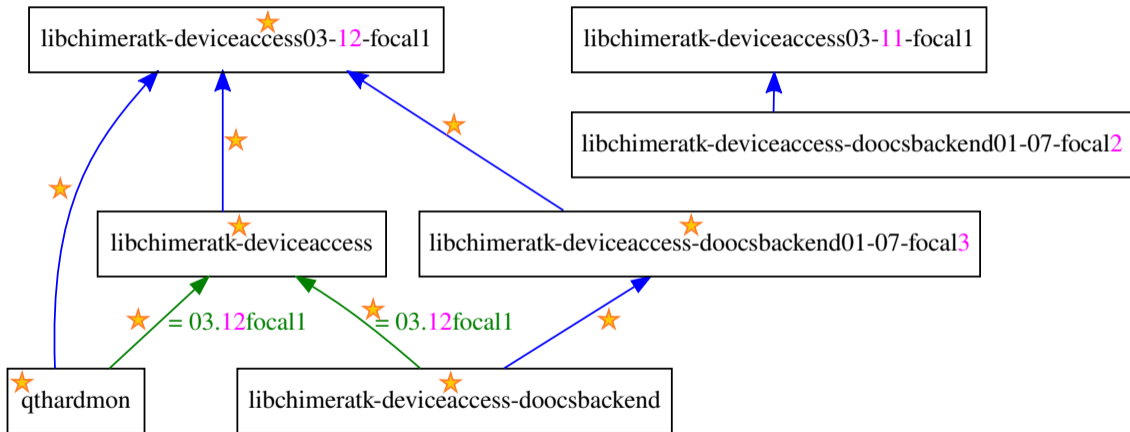 libchimeratk-deviceaccess03-12-focal1
libchimeratk-deviceaccess03-11-focal1
libchimeratk-deviceaccess-doocsbackend01-07-focal2
libchimeratk-deviceaccess
libchimeratk-deviceaccess-doocsbackend01-07-focal3
= 03.12focal1
= 03.12focal1
qthardmon
libchimeratk-deviceaccess-doocsbackend